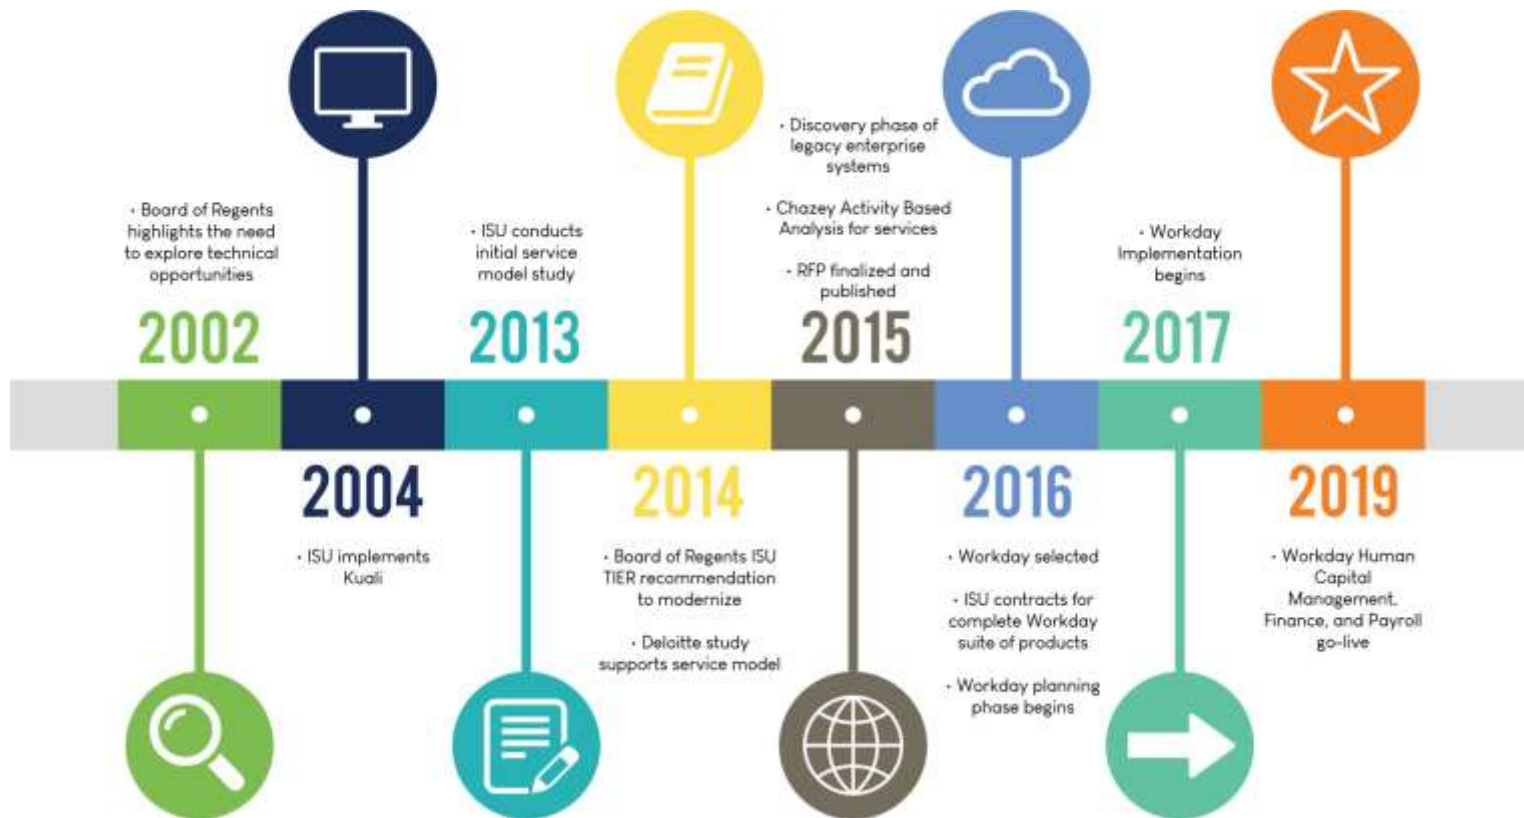 · Board of Regents
highlights the need
to explore technical
opportunities
2002
2004
· ISU implements
Kuali
· ISU conducts
initial service
model study
2013
2014
· Board of Regents ISU
TIER recommendation
to modernize
· Deloitte study
supports service model
· Discovery phase of
legacy enterprise
systems
· Chazey Activity Based
Analysis for services
· RFP finalized and
published
2015
2016
· Workday selected
· ISU contracts for
complete Workday
suite of products
· Workday planning
phase begins
· Workday
Implementation
begins
2017
2019
· Workday Human
Capital
Management,
Finance, and Payroll
go-live